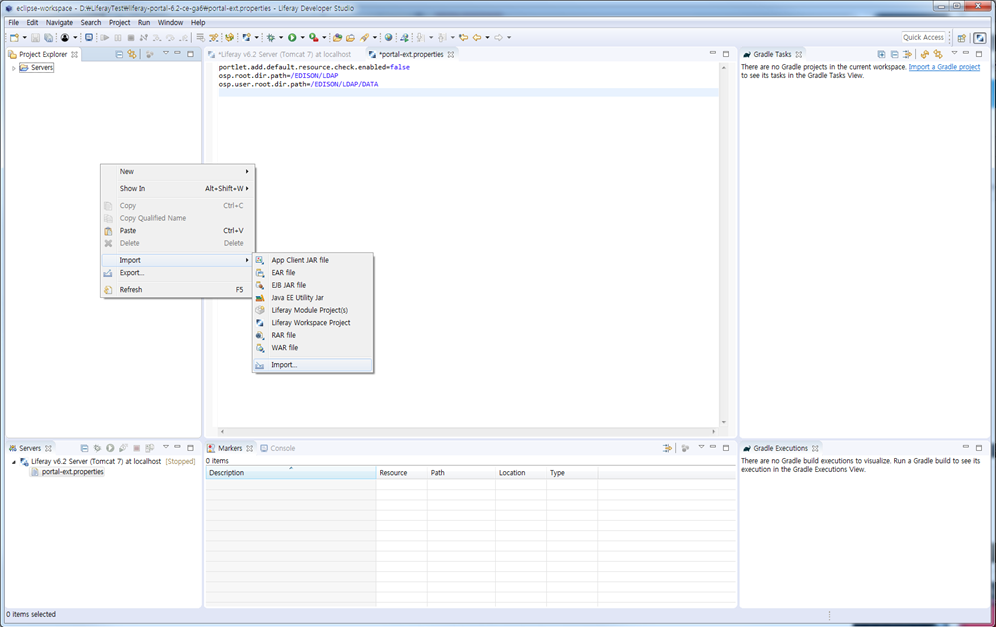 eclipse-workspace - D:₩LiferayTest₩liferay-portal-6.2-ce-ga6₩portal-ext.properties - Liferay Developer Studio
File Edit Navigate Search Project Run Window Help
Quick Access
Project Explorer
Servers
*Liferay v6.2 Server (Tomcat 7) at localhost
*portal-ext.properties
portlet.add.default.resource.check.enabled=false
osp.root.dir.path=/EDISON/LDAP
osp.user.root.dir.path=/EDISON/LDAP/DATA
Gradle Tasks
There are no Gradle projects in the current workspace. Import a Gradle project
to see its tasks in the Gradle Tasks View.
New
Show In Alt+Shift+W
Copy Ctrl+C
Copy Qualified Name
Paste Ctrl+V
Delete Delete
Import
Export...
Refresh F5
App Client JAR file
EAR file
EJB JAR file
Java EE Utility Jar
Liferay Module Project(s)
Liferay Workspace Project
RAR file
WAR file
Import...
Servers
Liferay v6.2 Server (Tomcat 7) at localhost [Stopped]
portal-ext.properties
Markers
Console
0 items
Description Resource Path Location Type
Gradle Executions
There are no Gradle build executions to visualize. Run a Gradle build to see its
execution in the Gradle Executions View.
0 items selected